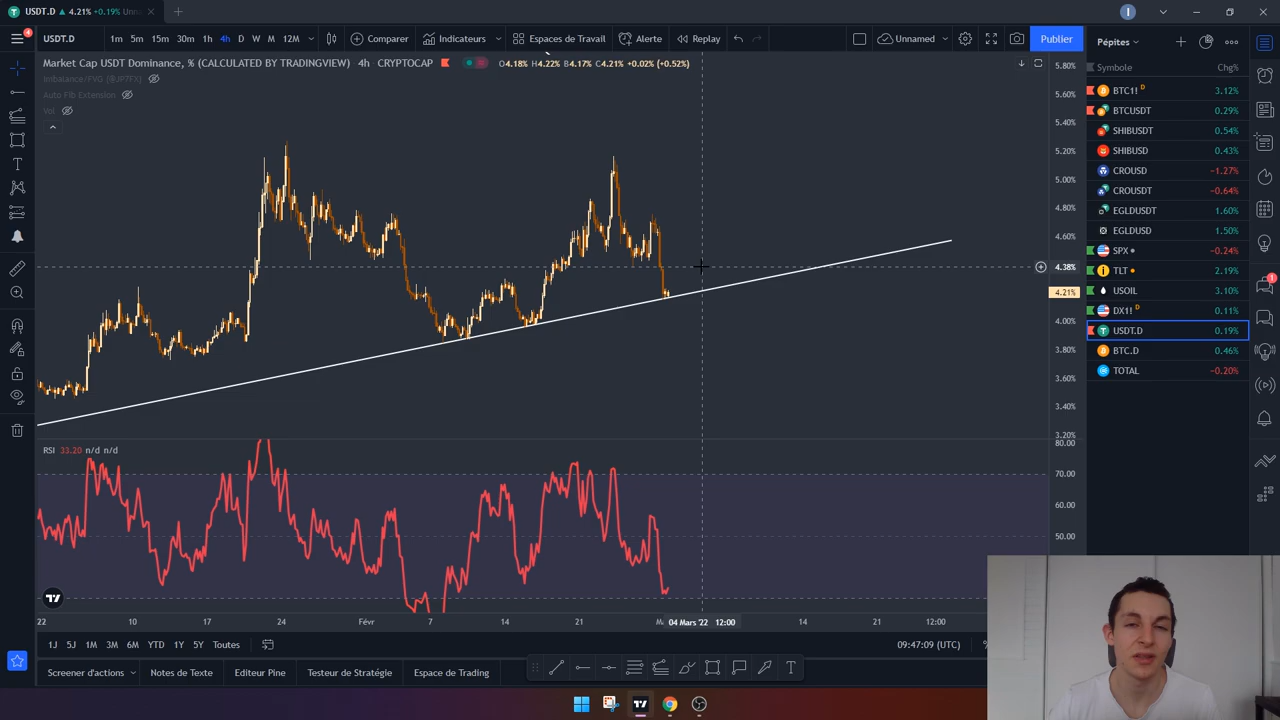 USDT.D ▲ 4.21% +0.19% Unn
I
4
USDT.D
1m 5m 15m 30m 1h 4h D W M 12M
Comparer
Indicateurs
Espaces de Travail
Alerte
Replay
Unnamed
Publier
Pépites
Market Cap USDT Dominance, % (CALCULATED BY TRADINGVIEW) · 4h · CRYPTOCAP
O4.18% H4.22% B4.17% C4.21% +0.02% (+0.52%)
Imbalance/FVG (@JP7FX)
Auto Fib Extension
Vol
5.80%
5.60%
5.40%
5.20%
5.00%
4.80%
4.60%
4.38%
4.21%
4.00%
3.80%
3.60%
3.40%
3.20%
Symbole Chg%
BTC1! D 3.12%
BTCUSDT 0.29%
SHIBUSDT 0.54%
SHIBUSD 0.43%
CROUSD −1.27%
CROUSDT −0.64%
EGLDUSDT 1.60%
EGLDUSD 1.50%
SPX −0.24%
TLT 2.19%
USOIL 3.10%
DX1! D 0.11%
USDT.D 0.19%
BTC.D 0.46%
TOTAL −0.20%
1
RSI 33.20 n/d n/d
80.00
70.00
60.00
50.00
22 10 24 Févr 7 14 21 04 Mars '22 12:00 14 21 12:00
1J 5J 1M 3M 6M YTD 1Y 5Y Toutes
09:47:09 (UTC)
Screener d'actions
Notes de Texte
Editeur Pine
Testeur de Stratégie
Espace de Trading